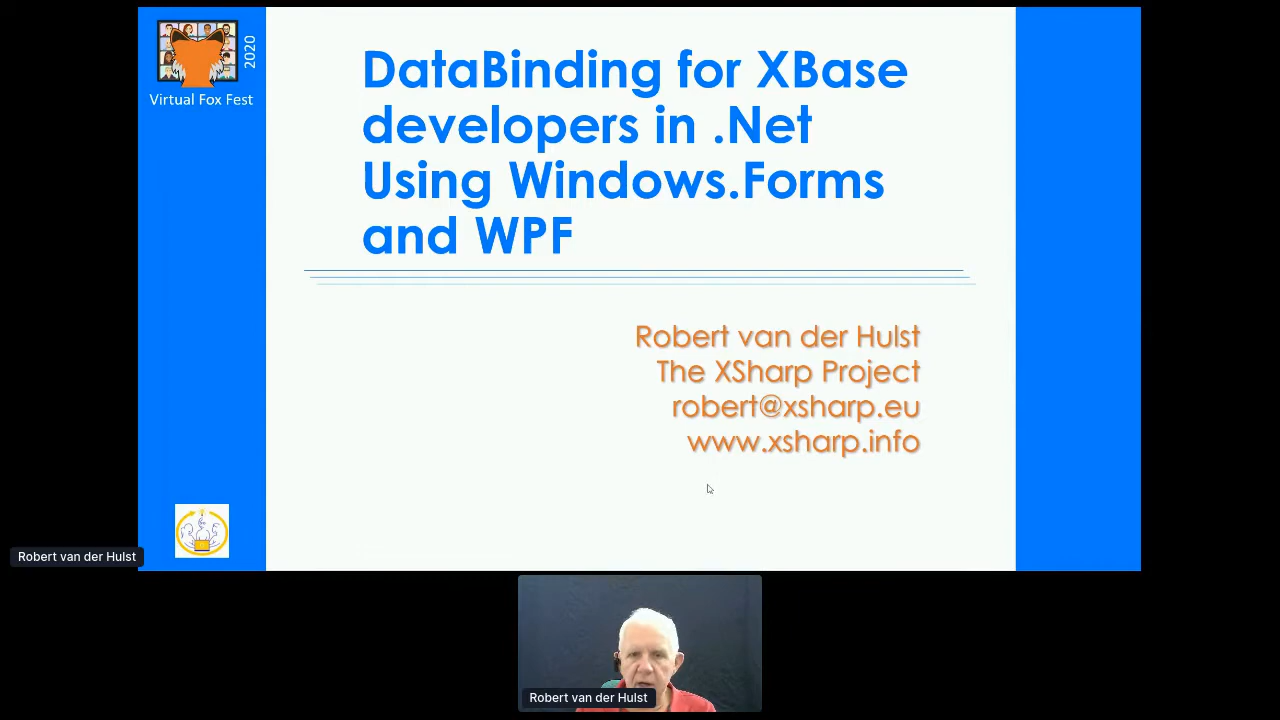 2020
Virtual Fox Fest
DataBinding for XBase
developers in .Net
Using Windows.Forms
and WPF
Robert van der Hulst
The XSharp Project
robert@xsharp.eu
www.xsharp.info
Robert van der Hulst
Robert van der Hulst